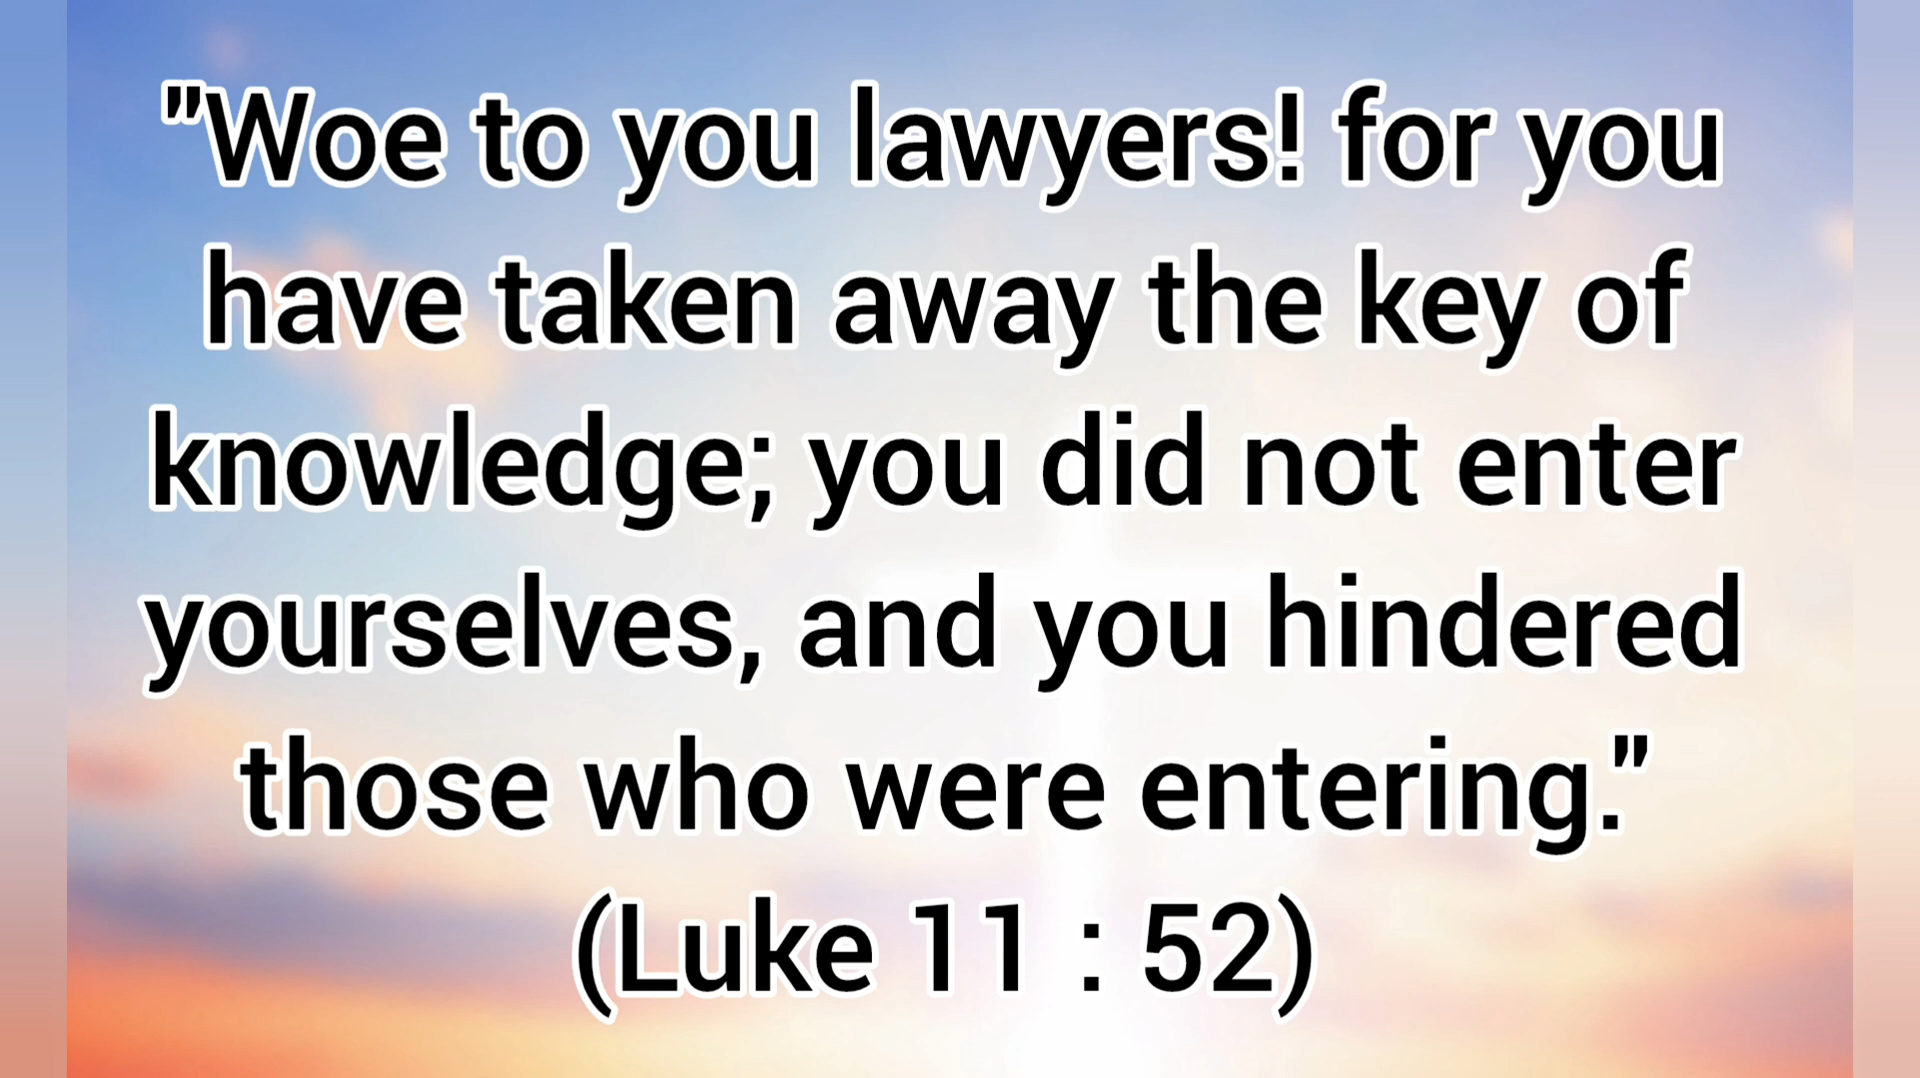 "Woe to you lawyers! for you
have taken away the key of
knowledge; you did not enter
yourselves, and you hindered
those who were entering."
(Luke 11 : 52)